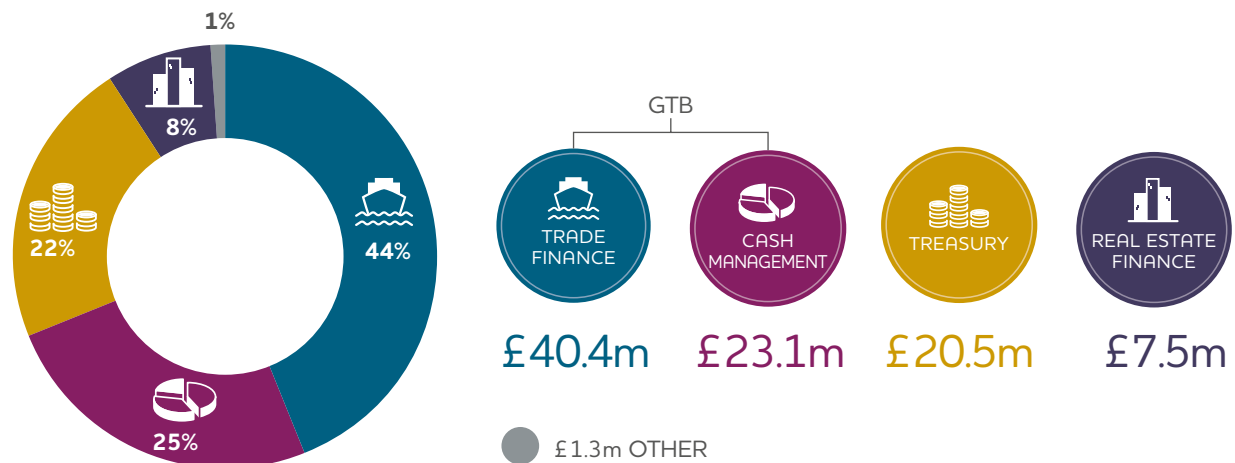 1%
8%
22%
44%
25%
GTB
TRADE
FINANCE
CASH
MANAGEMENT
TREASURY
REAL ESTATE
FINANCE
£40.4m
£23.1m
£20.5m
£7.5m
£1.3m OTHER